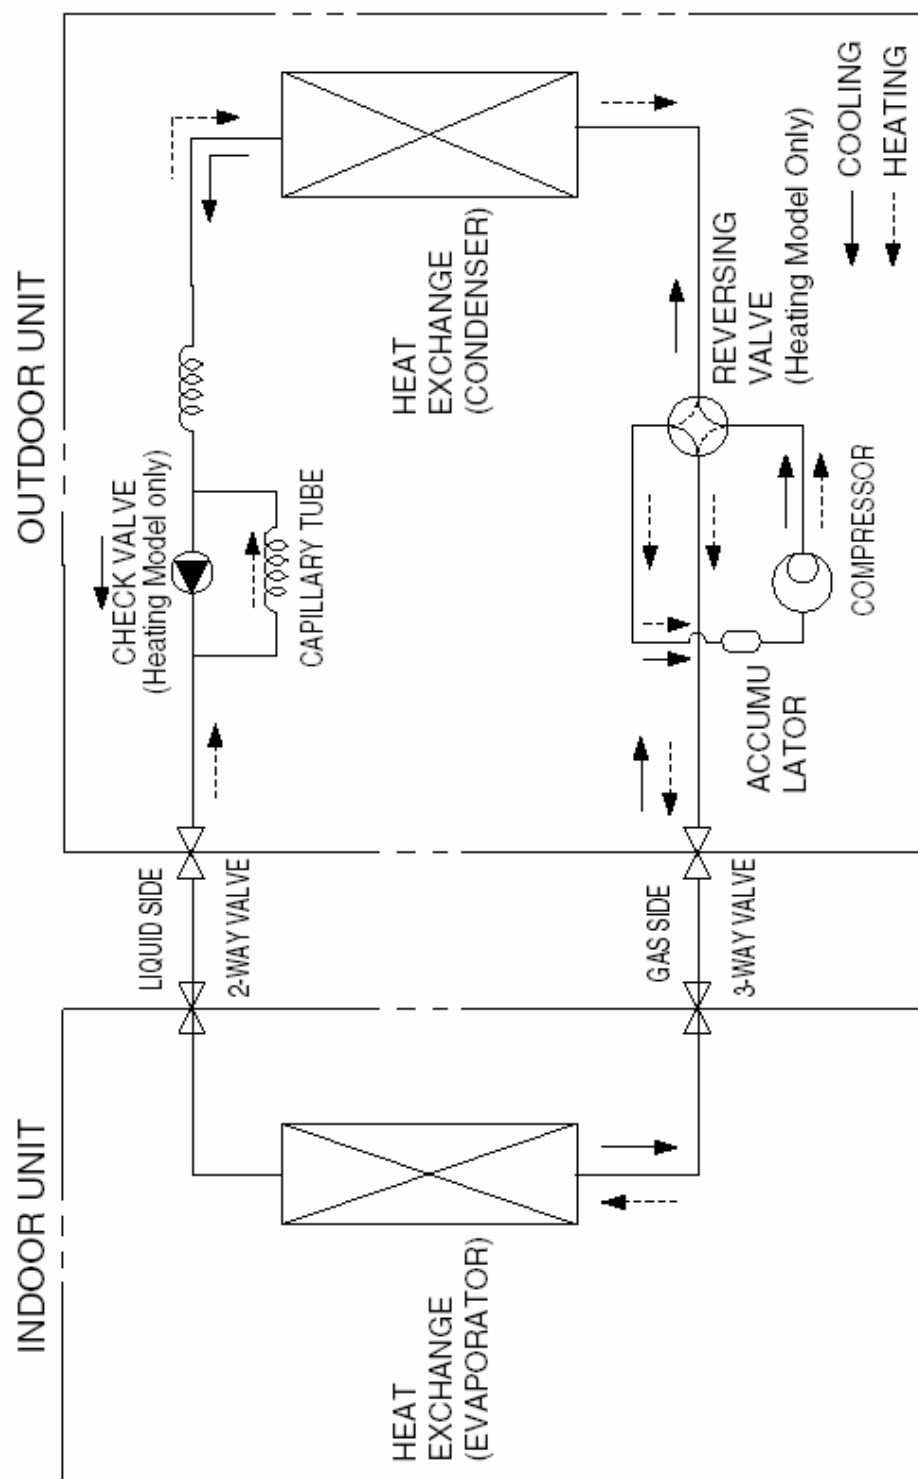 INDOOR UNIT
OUTDOOR UNIT
LIQUID SIDE
2-WAY VALVE
CHECK VALVE
(Heating Model only)
CAPILLARY TUBE
HEAT
EXCHANGE
(EVAPORATOR)
HEAT
EXCHANGE
(CONDENSER)
GAS SIDE
3-WAY VALVE
ACCUMU
LATOR
COMPRESSOR
REVERSING
VALVE
(Heating Model Only)
COOLING
HEATING